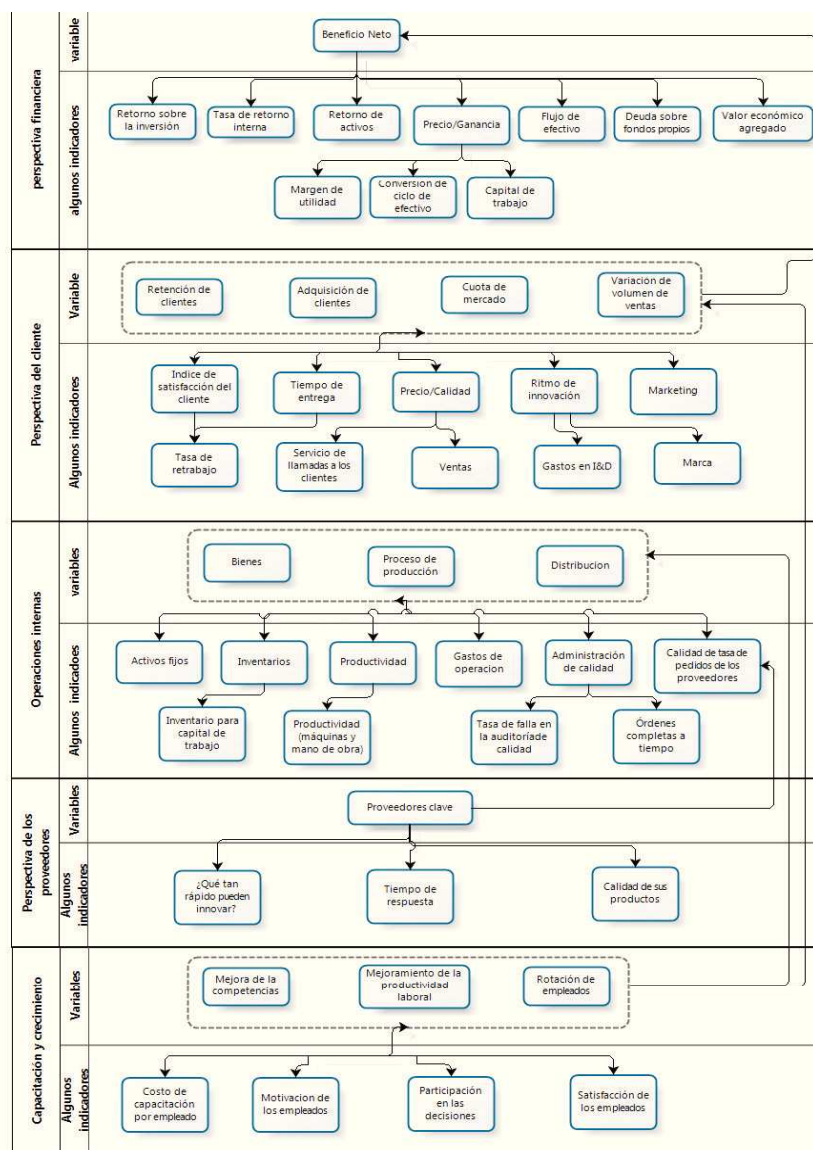 perspectiva financiera
variable
Beneficio Neto
algunos indicadores
Retorno sobre
la inversión
Tasa de retorno
interna
Retorno de
activos
Precio/Ganancia
Flujo de
efectivo
Deuda sobre
fondos propios
Valor económico
agregado
Margen de
utilidad
Conversión de
ciclo de
efectivo
Capital de
trabajo
Perspectiva del cliente
Variable
Retención de
clientes
Adquisición de
clientes
Cuota de
mercado
Variación de
volumen de
ventas
Algunos indicadores
Indice de
satisfacción del
cliente
Tiempo de
entrega
Precio/Calidad
Ritmo de
innovación
Marketing
Tasa de
retrabajo
Servicio de
llamadas a los
clientes
Ventas
Gastos en I&D
Marca
Operaciones internas
variables
Bienes
Proceso de
producción
Distribucion
Algunos indicadoes
Activos fijos
Inventarios
Productividad
Gastos de
operacion
Administración
de calidad
Calidad de tasa de
pedidos de los
proveedores
Inventario para
capital de
trabajo
Productividad
(máquinas y
mano de obra)
Tasa de falla en
la auditoríade
calidad
Órdenes
completas a
tiempo
Perspectiva de los
proveedores
Variables
Proveedores clave
Algunos
indicadores
¿Qué tan
rápido pueden
innovar?
Tiempo de
respuesta
Calidad de sus
productos
Capacitación y crecimiento
Variables
Mejora de la
competencias
Mejoramiento de la
productividad
laboral
Rotación de
empleados
Algunos
indicadores
Costo de
capacitación
por empleado
Motivacion de
los empleados
Participación
en las
decisiones
Satisfacción de
los empleados